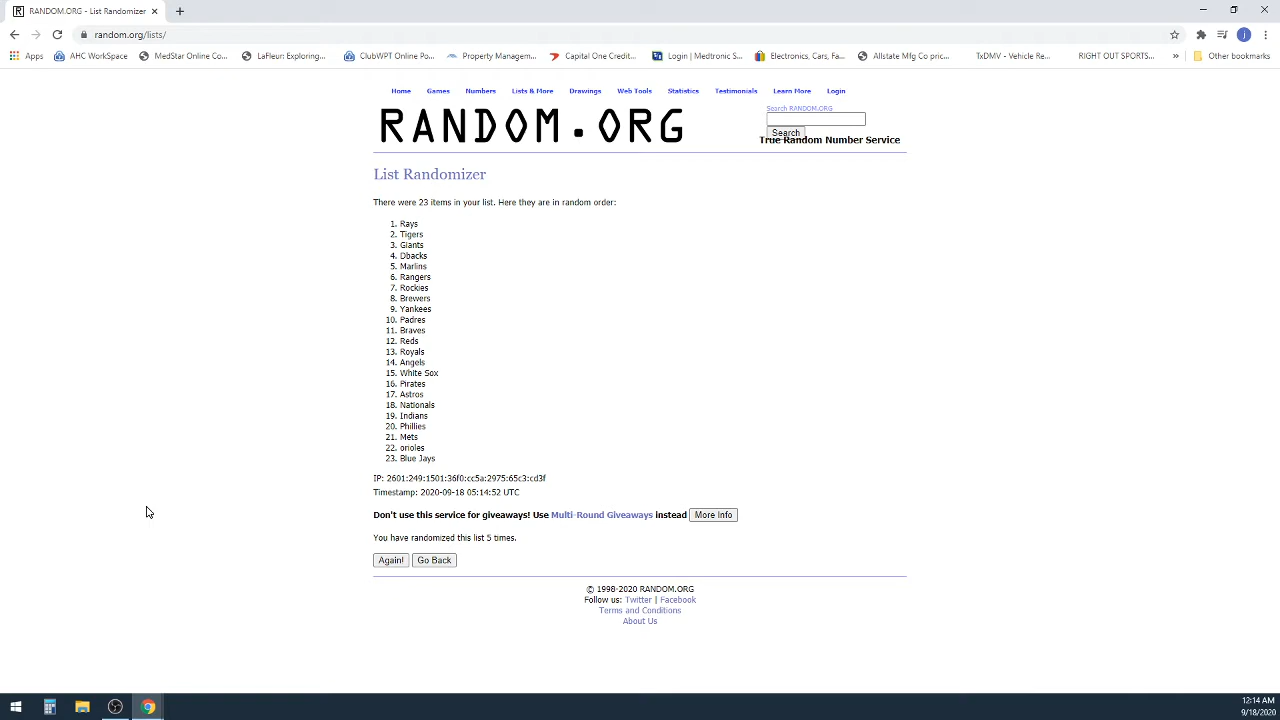 RANDOM.ORG - List Randomizer
random.org/lists/
Apps
AHC WorkForce
MedStar Online Co...
LaFleur Exploring...
ClubWPT Online Po...
Property Managem...
Capital One Credit...
Login | Medtronic S...
Electronics, Cars, Fa...
Allstate Mfg Co pric...
TxDMV - Vehicle Re...
RIGHT OUT SPORTS...
»
Other bookmarks
Home
Games
Numbers
Lists & More
Drawings
Web Tools
Statistics
Testimonials
Learn More
Login
RANDOM.ORG
Search RANDOM.ORG
Search
True Random Number Service
List Randomizer
There were 23 items in your list. Here they are in random order:
1. Rays
2. Tigers
3. Giants
4. Dbacks
5. Marlins
6. Rangers
7. Rockies
8. Brewers
9. Yankees
10. Padres
11. Braves
12. Reds
13. Royals
14. Angels
15. White Sox
16. Pirates
17. Astros
18. Nationals
19. Indians
20. Phillies
21. Mets
22. orioles
23. Blue Jays
IP: 2601:249:1501:36f0:cc5a:2975:65c3:cd3f
Timestamp: 2020-09-18 05:14:52 UTC
Don't use this service for giveaways! Use Multi-Round Giveaways instead More Info
You have randomized this list 5 times.
Again! Go Back
© 1998-2020 RANDOM.ORG
Follow us: Twitter | Facebook
Terms and Conditions
About Us
12:14 AM
9/18/2020